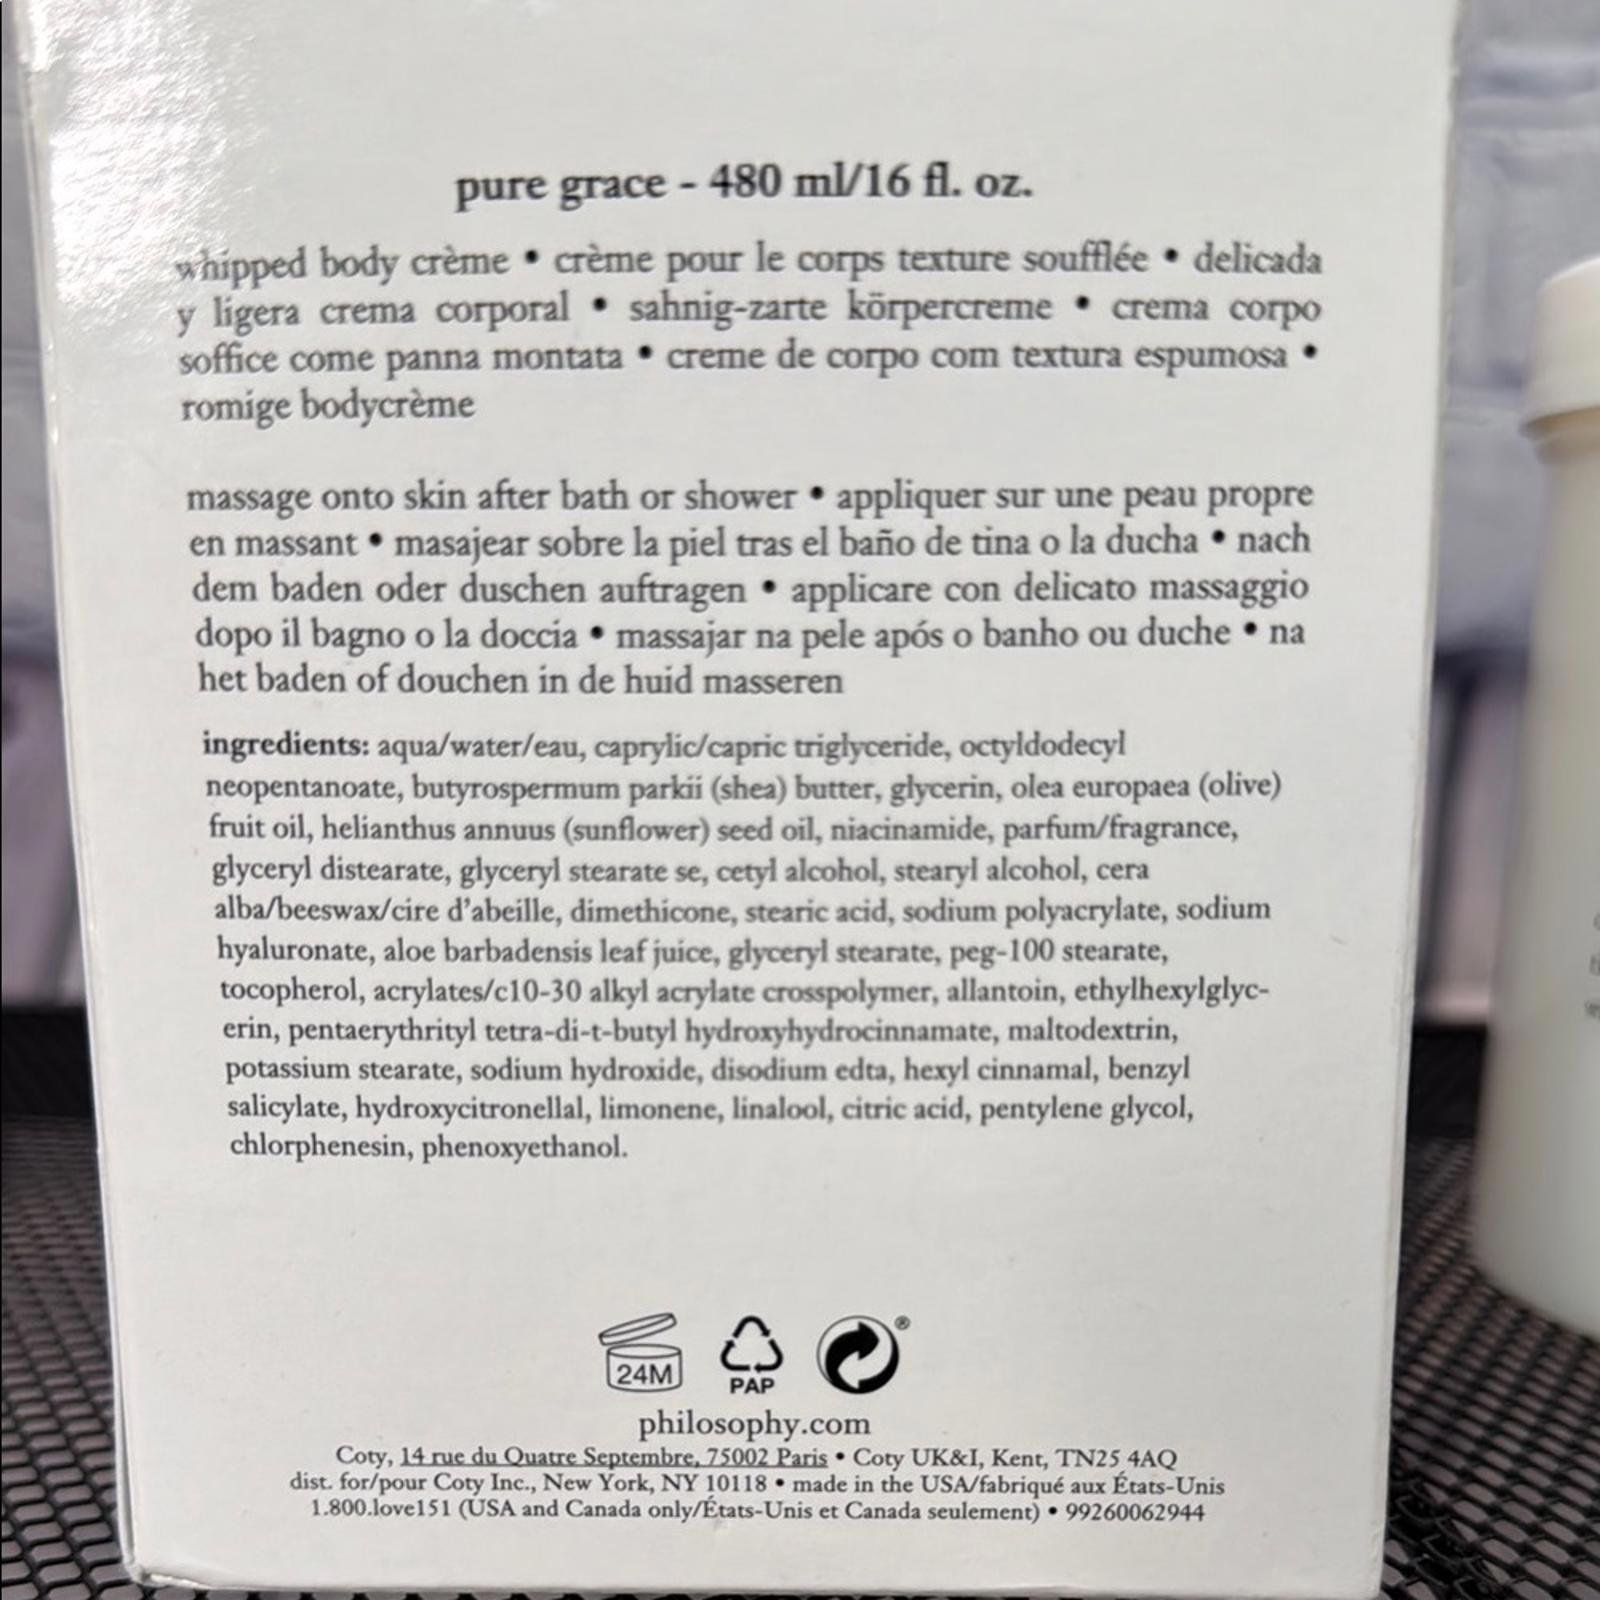 pure grace - 480 ml/16 fl. oz.
whipped body crème • crème pour le corps texture soufflée • delicada
y ligera crema corporal • sahnig-zarte körpercreme • crema corpo
soffice come panna montata • creme de corpo com textura espumosa •
romige bodycrème
massage onto skin after bath or shower • appliquer sur une peau propre
en massant • masajear sobre la piel tras el baño de tina o la ducha • nach
dem baden oder duschen auftragen • applicare con delicato massaggio
dopo il bagno o la doccia • massajar na pele após o banho ou duche • na
het baden of douchen in de huid masseren
ingredients: aqua/water/eau, caprylic/capric triglyceride, octyldodecyl
neopentanoate, butyrospermum parkii (shea) butter, glycerin, olea europaea (olive)
fruit oil, helianthus annuus (sunflower) seed oil, niacinamide, parfum/fragrance,
glyceryl distearate, glyceryl stearate se, cetyl alcohol, stearyl alcohol, cera
alba/beeswax/cire d'abeille, dimethicone, stearic acid, sodium polyacrylate, sodium
hyaluronate, aloe barbadensis leaf juice, glyceryl stearate, peg-100 stearate,
tocopherol, acrylates/c10-30 alkyl acrylate crosspolymer, allantoin, ethylhexylglyc-
erin, pentaerythrityl tetra-di-t-butyl hydroxyhydrocinnamate, maltodextrin,
potassium stearate, sodium hydroxide, disodium edta, hexyl cinnamal, benzyl
salicylate, hydroxycitronellal, limonene, linalool, citric acid, pentylene glycol,
chlorphenesin, phenoxyethanol.
24M PAP ®
philosophy.com
Coty, 14 rue du Quatre Septembre, 75002 Paris • Coty UK&I, Kent, TN25 4AQ
dist. for/pour Coty Inc., New York, NY 10118 • made in the USA/fabriqué aux États-Unis
1.800.love151 (USA and Canada only/États-Unis et Canada seulement) • 99260062944